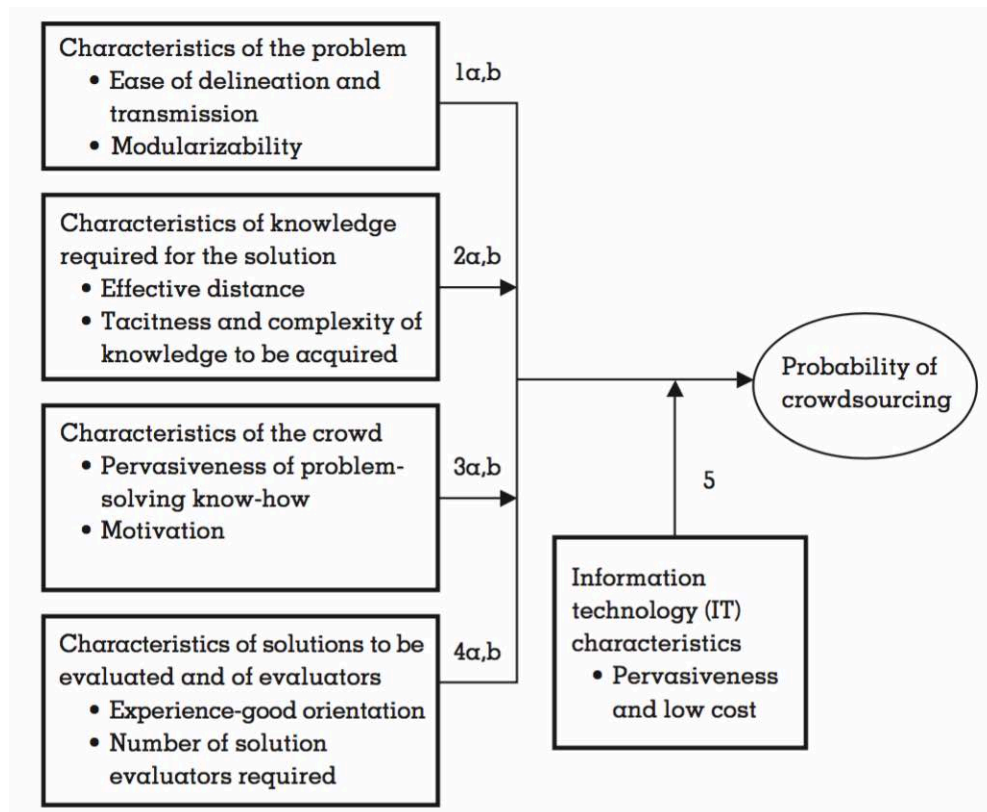 Characteristics of the problem
• Ease of delineation and
transmission
• Modularizability
1a,b
Characteristics of knowledge
required for the solution
• Effective distance
• Tacitness and complexity of
knowledge to be acquired
2a,b
Characteristics of the crowd
• Pervasiveness of problem-
solving know-how
• Motivation
3a,b
Characteristics of solutions to be
evaluated and of evaluators
• Experience-good orientation
• Number of solution
evaluators required
4a,b
Probability of
crowdsourcing
5
Information
technology (IT)
characteristics
• Pervasiveness
and low cost